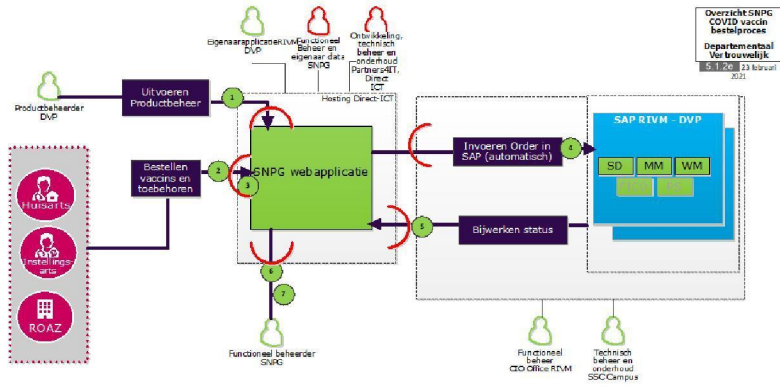 Overzicht SNPG
COVID vaccin
bestelproces
Departementaal
Vertrouwelijk
5.1.2e 23 februari
2021
EigenaarapplicatieRIVM
DVP
Functioneel
Beheer en
eigenaar data
SNPG
Ontwikkeling,
technisch
beheer en
onderhoud
Partners-4IT,
Direct
ICT
Hosting Direct-ICT
Productbeheerder
DVP
Uitvoeren
Productbeheer
1
Bestellen
vaccins en
toebehoren
2
3
SNPG webapplicatie
Invoeren Order in
SAP (automatisch)
4
SAP RIVM - DVP
SD
MM
WM
Bijwerken status
5
6
7
Huisarts
Instellings-
arts
ROAZ
Functioneel beheerder
SNPG
Functioneel
beheer
CIO Office RIVM
Technisch
beheer en
onderhoud
SSC Campus